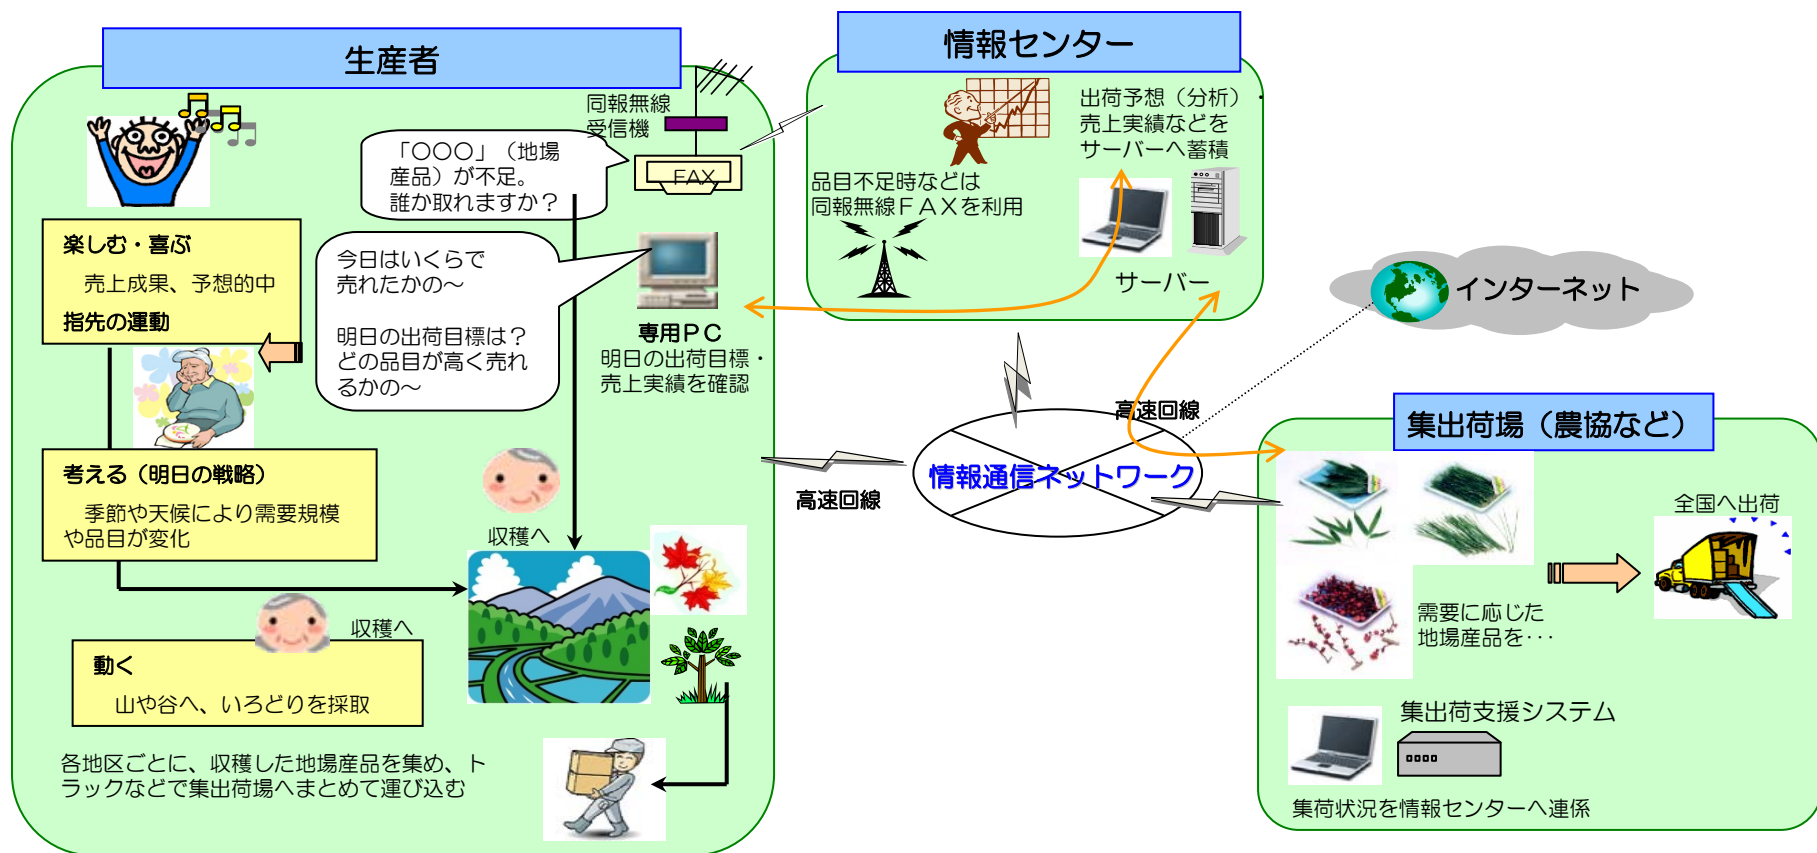 生産者
同報無線
受信機
「〇〇〇」(地場
産品)が不足。
誰か取れますか?
FAX
楽しむ・喜ぶ
売上成果、予想的中
指先の運動
今日はいくらで
売れたかの~
明日の出荷目標は?
どの品目が高く売れ
るかの~
専用PC
明日の出荷目標・
売上実績を確認
考える(明日の戦略)
季節や天候により需要規模
や品目が変化
収穫へ
収穫へ
動く
山や谷へ、いろどりを採取
各地区ごとに、収穫した地場産品を集め、ト
ラックなどで集出荷場へまとめて運び込む
情報センター
出荷予想(分析)・
売上実績などを
サーバーへ蓄積
品目不足時などは
同報無線FAXを利用
サーバー
インターネット
高速回線
情報通信ネットワーク
高速回線
集出荷場(農協など)
全国へ出荷
需要に応じた
地場産品を・・・
集出荷支援システム
集荷状況を情報センターへ連係